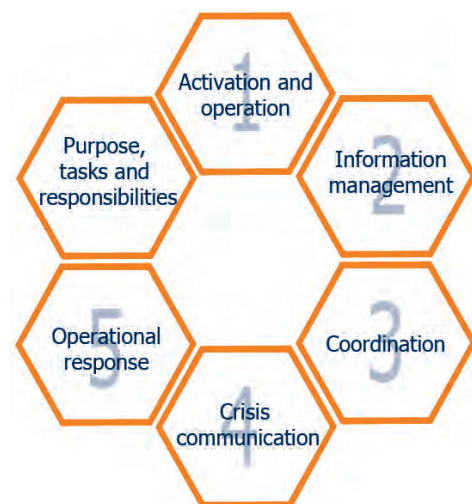 1
Activation and
operation
2
Information
management
3
Coordination
4
Crisis
communication
5
Operational
response
Purpose,
tasks and
responsibilities